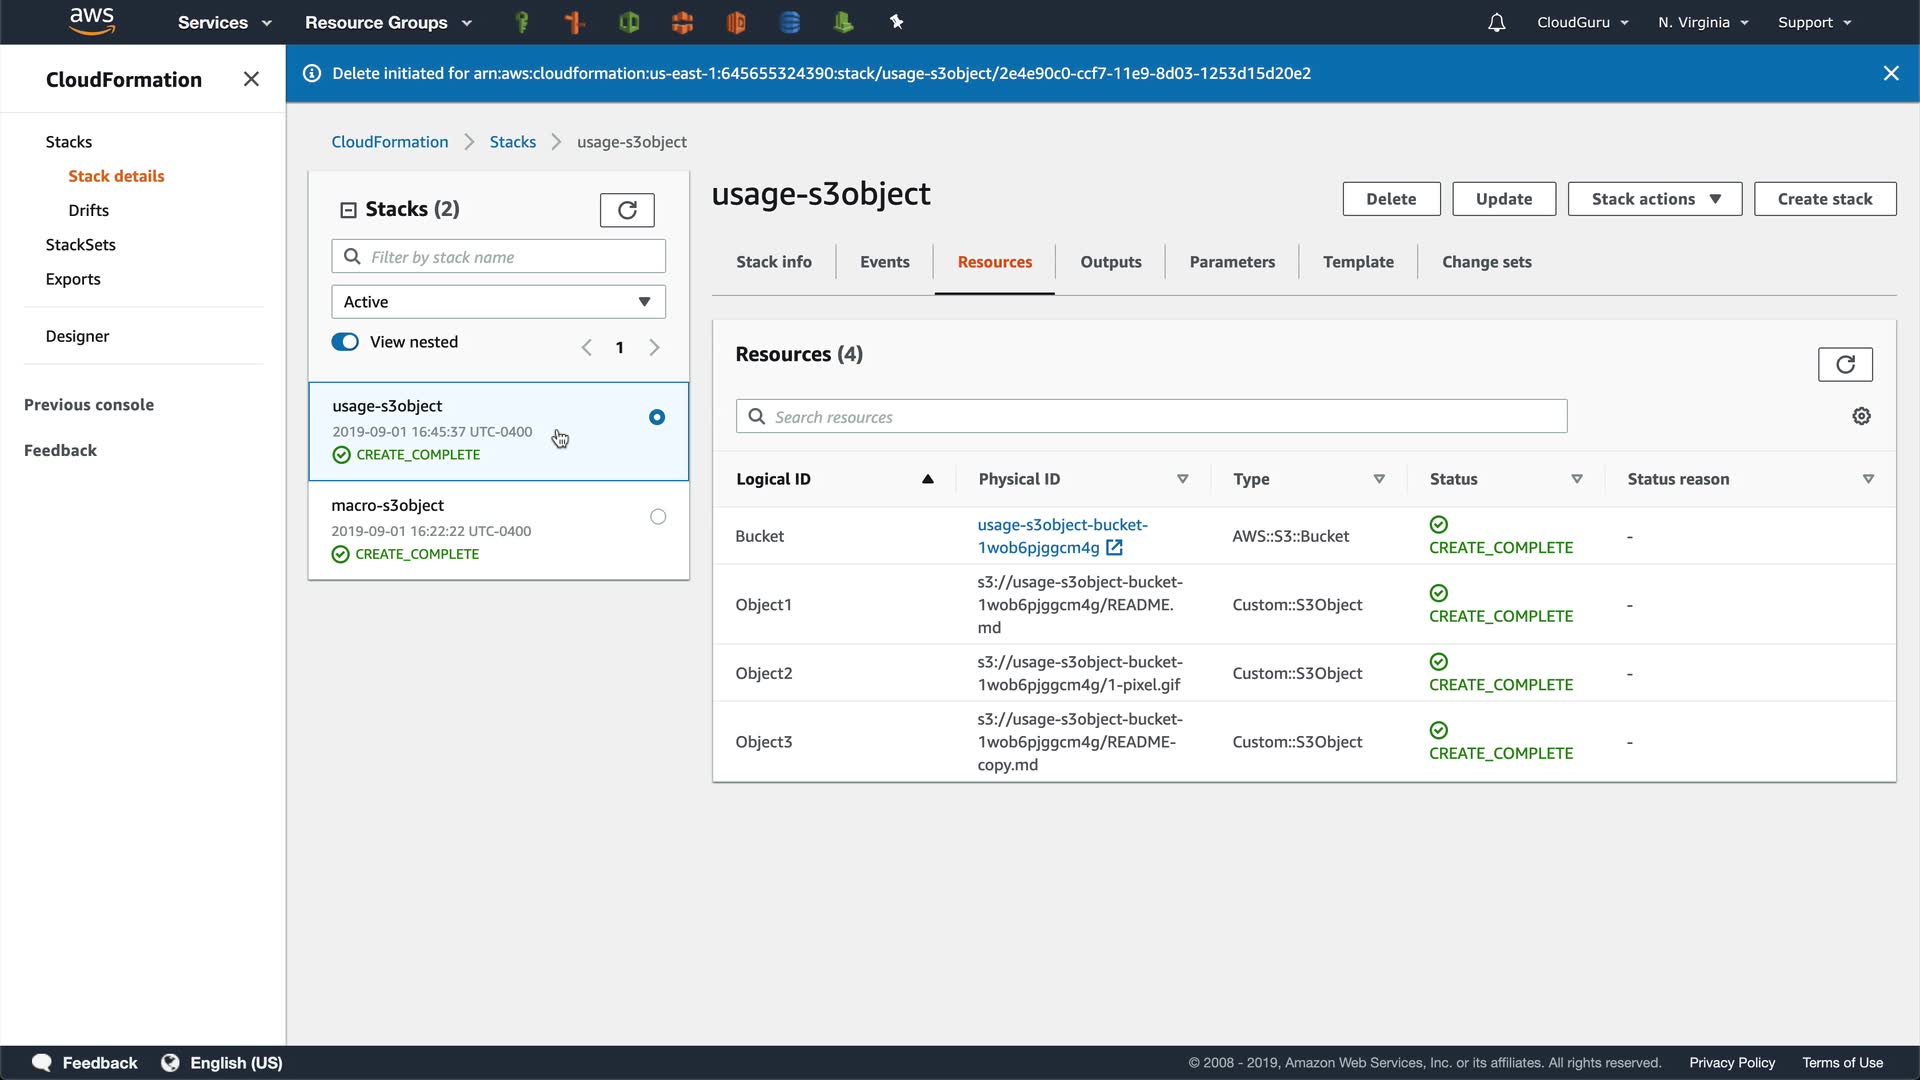 aws
Services
Resource Groups
CloudGuru
N. Virginia
Support
CloudFormation
Delete initiated for arn:aws:cloudformation:us-east-1:645655324390:stack/usage-s3object/2e4e90c0-ccf7-11e9-8d03-1253d15d20e2
Stacks
Stack details
Drifts
StackSets
Exports
Designer
Previous console
Feedback
CloudFormation
Stacks
usage-s3object
Stacks (2)
Filter by stack name
Active
View nested
1
usage-s3object
2019-09-01 16:45:37 UTC-0400
CREATE_COMPLETE
macro-s3object
2019-09-01 16:22:22 UTC-0400
CREATE_COMPLETE
usage-s3object
Delete
Update
Stack actions
Create stack
Stack info
Events
Resources
Outputs
Parameters
Template
Change sets
Resources (4)
Search resources
Logical ID
Physical ID
Type
Status
Status reason
Bucket
usage-s3object-bucket-
1wob6pjggcm4g
AWS::S3::Bucket
CREATE_COMPLETE
-
Object1
s3://usage-s3object-bucket-
1wob6pjggcm4g/README.
md
Custom::S3Object
CREATE_COMPLETE
-
Object2
s3://usage-s3object-bucket-
1wob6pjggcm4g/1-pixel.gif
Custom::S3Object
CREATE_COMPLETE
-
Object3
s3://usage-s3object-bucket-
1wob6pjggcm4g/README-
copy.md
Custom::S3Object
CREATE_COMPLETE
-
Feedback
English (US)
© 2008 - 2019, Amazon Web Services, Inc. or its affiliates. All rights reserved.
Privacy Policy
Terms of Use